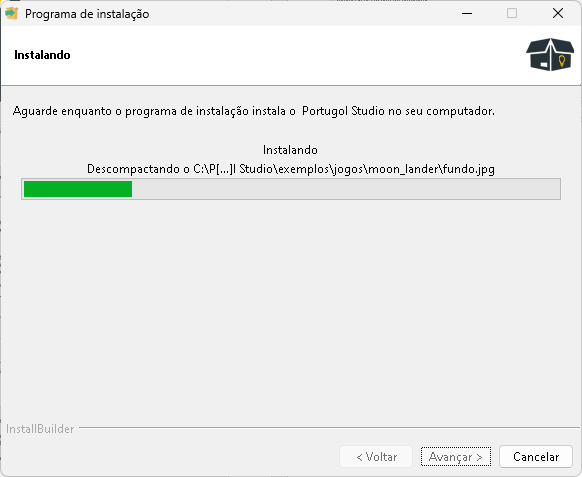 Programa de instalação
Instalando
Aguarde enquanto o programa de instalação instala o  Portugol Studio no seu computador.
Instalando
Descompactando o C:\P[...]l Studio\exemplos\jogos\moon_lander\fundo.jpg
InstallBuilder
< Voltar
Avançar >
Cancelar